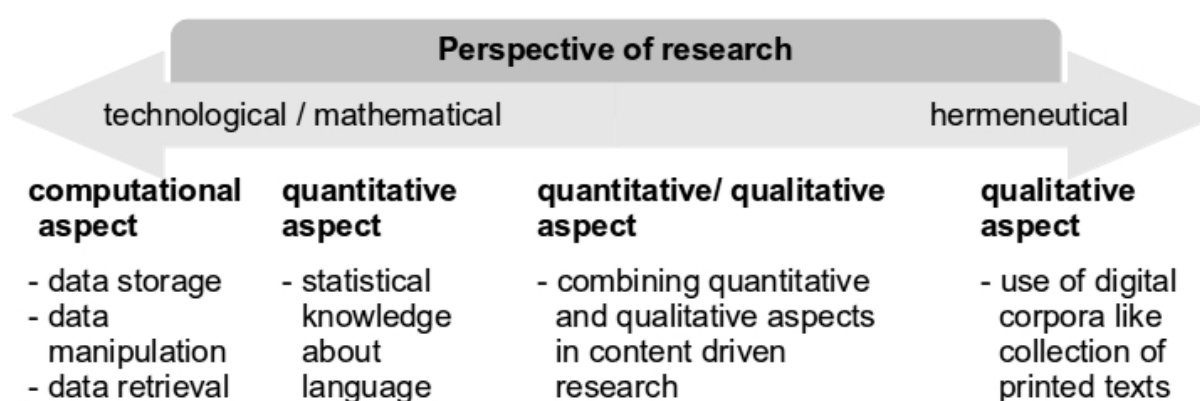 Perspective of research
technological / mathematical
hermeneutical
computational
aspect
- data storage
- data
manipulation
- data retrieval
quantitative
aspect
- statistical
knowledge
about
language
quantitative/ qualitative
aspect
- combining quantitative
and qualitative aspects
in content driven
research
qualitative
aspect
- use of digital
corpora like
collection of
printed texts